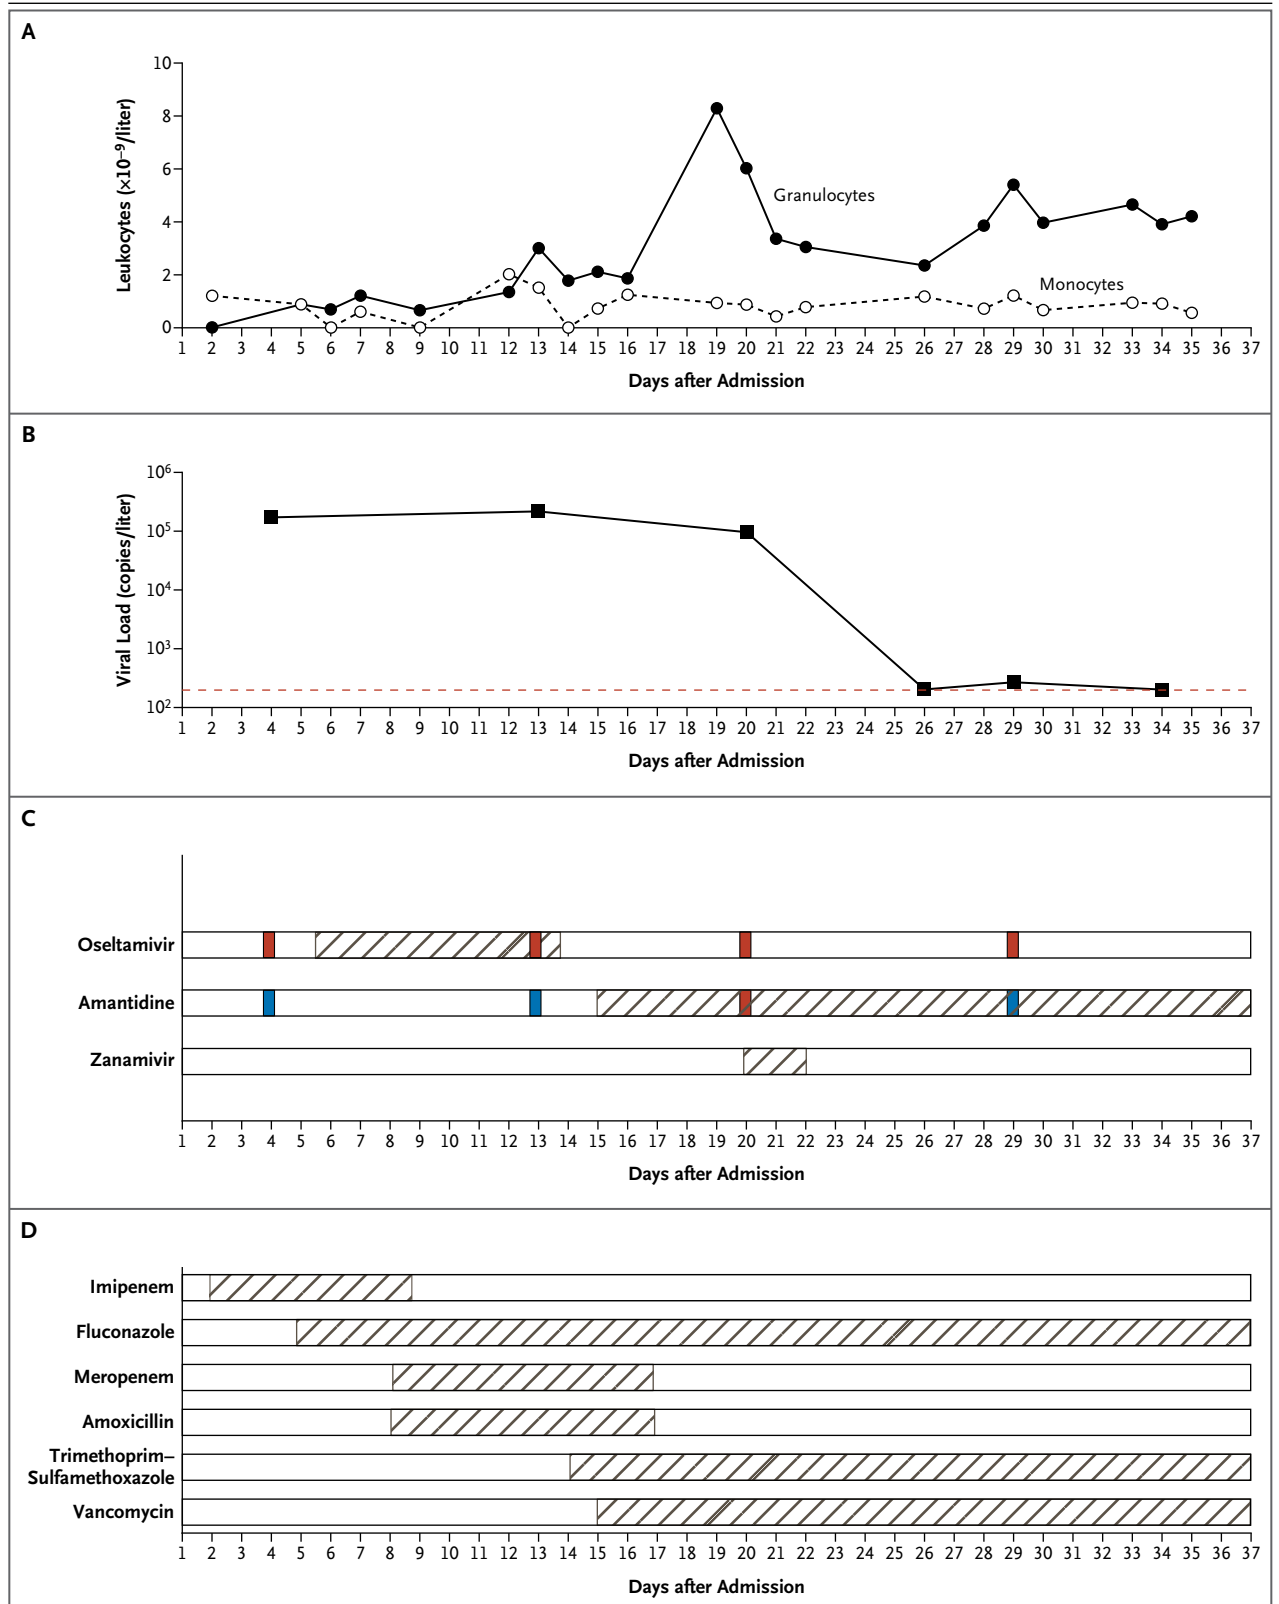 A
10
8
6
4
2
0
Leukocytes (×10⁻⁹/liter)
Granulocytes
Monocytes
1 2 3 4 5 6 7 8 9 10 11 12 13 14 15 16 17 18 19 20 21 22 23 24 25 26 27 28 29 30 31 32 33 34 35 36 37
Days after Admission
B
10⁶
10⁵
10⁴
10³
10²
Viral Load (copies/liter)
1 2 3 4 5 6 7 8 9 10 11 12 13 14 15 16 17 18 19 20 21 22 23 24 25 26 27 28 29 30 31 32 33 34 35 36 37
Days after Admission
C
Oseltamivir
Amantidine
Zanamivir
1 2 3 4 5 6 7 8 9 10 11 12 13 14 15 16 17 18 19 20 21 22 23 24 25 26 27 28 29 30 31 32 33 34 35 36 37
Days after Admission
D
Imipenem
Fluconazole
Meropenem
Amoxicillin
Trimethoprim–
Sulfamethoxazole
Vancomycin
1 2 3 4 5 6 7 8 9 10 11 12 13 14 15 16 17 18 19 20 21 22 23 24 25 26 27 28 29 30 31 32 33 34 35 36 37
Days after Admission